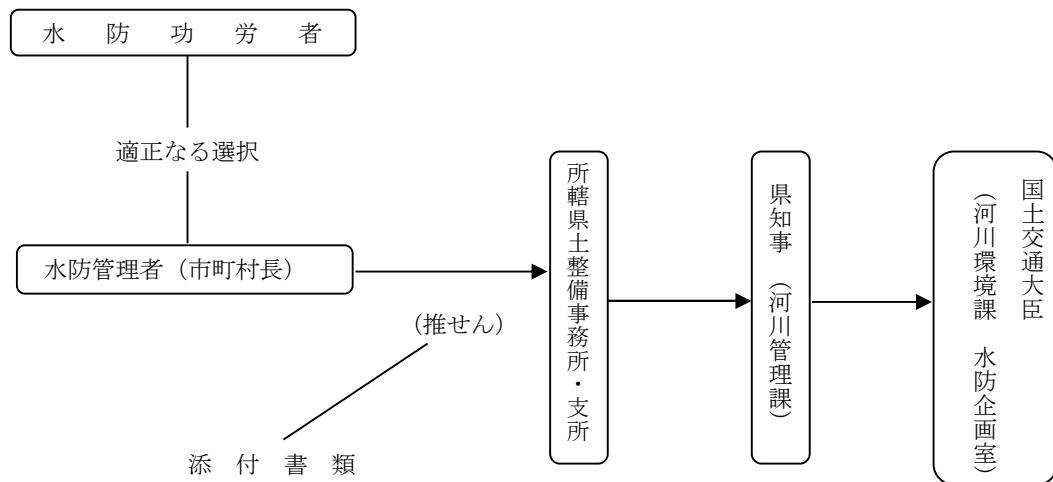 水　防　功　労　者
適正なる選択
水防管理者（市町村長）
（推せん）
添　付　書　類
所轄県土整備事務所・支所
県知事　（河川管理課）
国土交通大臣
（河川環境課　水防企画室）